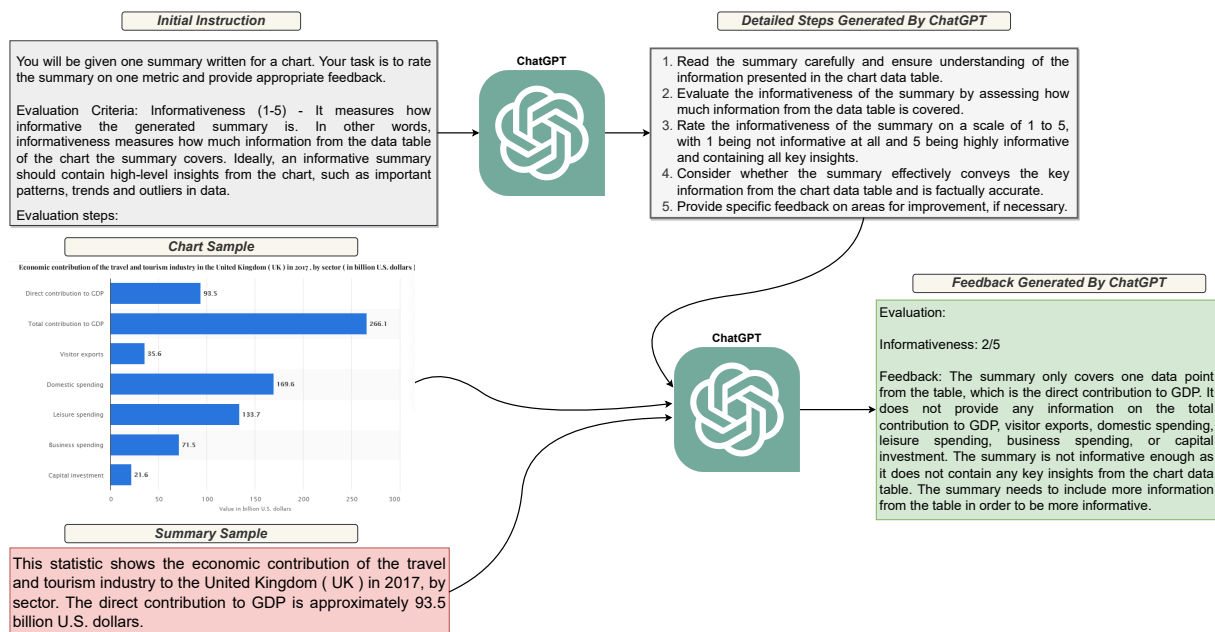 Initial Instruction
You will be given one summary written for a chart. Your task is to rate
the summary on one metric and provide appropriate feedback.
Evaluation Criteria: Informativeness (1-5) - It measures how
informative the generated summary is. In other words,
informativeness measures how much information from the data table
of the chart the summary covers. Ideally, an informative summary
should contain high-level insights from the chart, such as important
patterns, trends and outliers in data.
Evaluation steps:
ChatGPT
Detailed Steps Generated By ChatGPT
1. Read the summary carefully and ensure understanding of the
information presented in the chart data table.
2. Evaluate the informativeness of the summary by assessing how
much information from the data table is covered.
3. Rate the informativeness of the summary on a scale of 1 to 5,
with 1 being not informative at all and 5 being highly informative
and containing all key insights.
4. Consider whether the summary effectively conveys the key
information from the chart data table and is factually accurate.
5. Provide specific feedback on areas for improvement, if necessary.
Chart Sample
Economic contribution of the travel and tourism industry in the United Kingdom ( UK ) in 2017 , by sector ( in billion U.S. dollars )
Direct contribution to GDP 93.5
Total contribution to GDP 266.1
Visitor exports 35.6
Domestic spending 169.6
Leisure spending 133.7
Business spending 71.5
Capital investment 21.6
0 50 100 150 200 250 300
Value in billion U.S. dollars
Summary Sample
This statistic shows the economic contribution of the travel
and tourism industry to the United Kingdom ( UK ) in 2017, by
sector. The direct contribution to GDP is approximately 93.5
billion U.S. dollars.
ChatGPT
Feedback Generated By ChatGPT
Evaluation:
Informativeness: 2/5
Feedback: The summary only covers one data point
from the table, which is the direct contribution to GDP. It
does not provide any information on the total
contribution to GDP, visitor exports, domestic spending,
leisure spending, business spending, or capital
investment. The summary is not informative enough as
it does not contain any key insights from the chart data
table. The summary needs to include more information
from the table in order to be more informative.